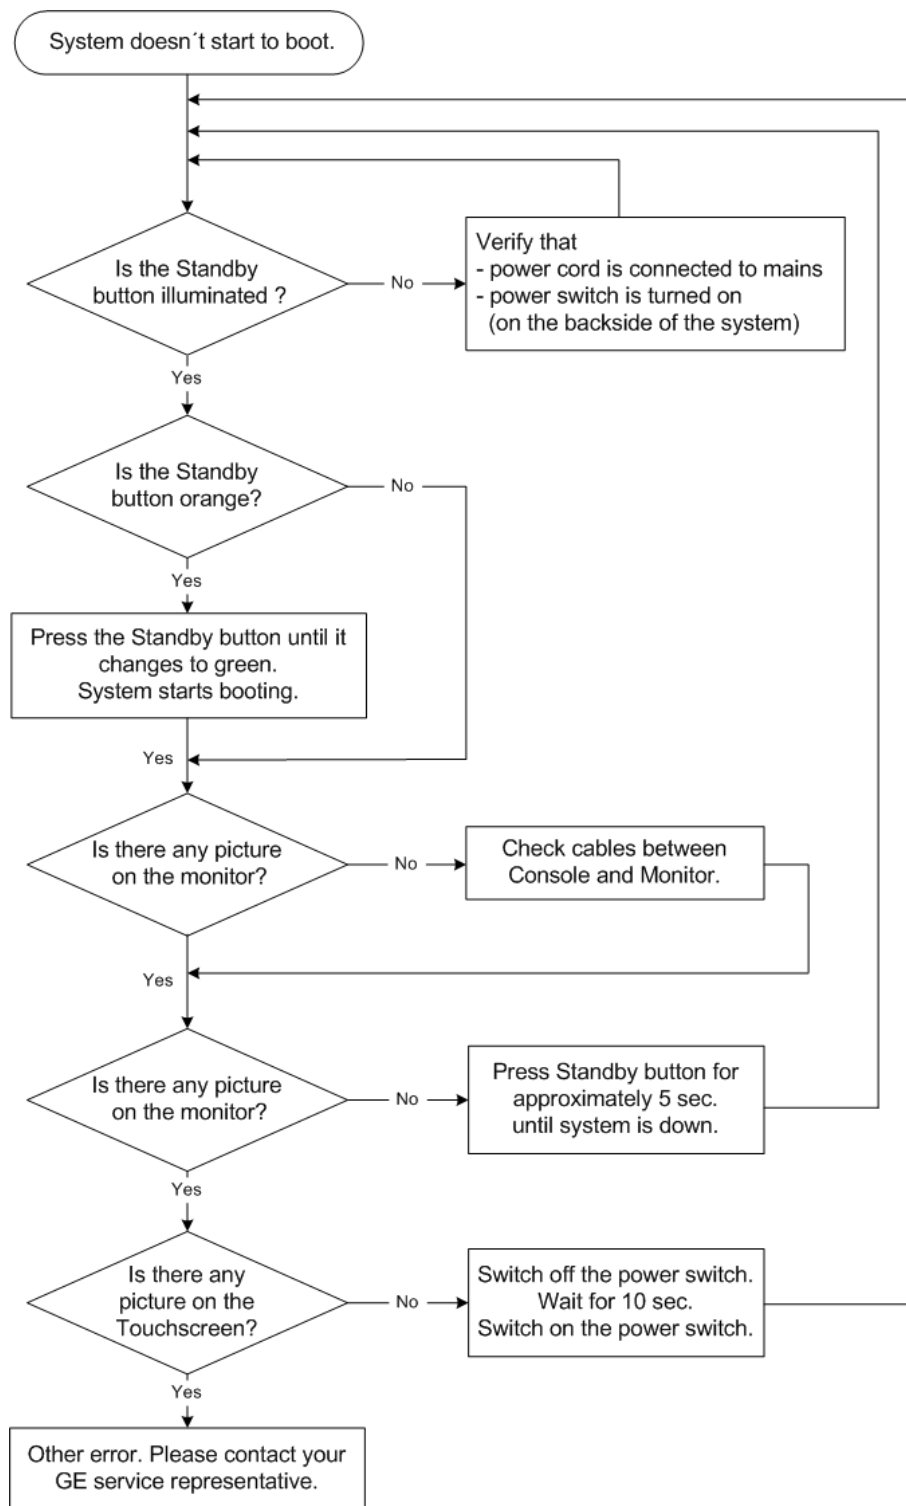 System doesn´t start to boot.
Is the Standby
button illuminated ?
No
Verify that
- power cord is connected to mains
- power switch is turned on
(on the backside of the system)
Yes
Is the Standby
button orange?
No
Yes
Press the Standby button until it
changes to green.
System starts booting.
Yes
Is there any picture
on the monitor?
No
Check cables between
Console and Monitor.
Yes
Is there any picture
on the monitor?
No
Press Standby button for
approximately 5 sec.
until system is down.
Yes
Is there any
picture on the
Touchscreen?
No
Switch off the power switch.
Wait for 10 sec.
Switch on the power switch.
Yes
Other error. Please contact your
GE service representative.